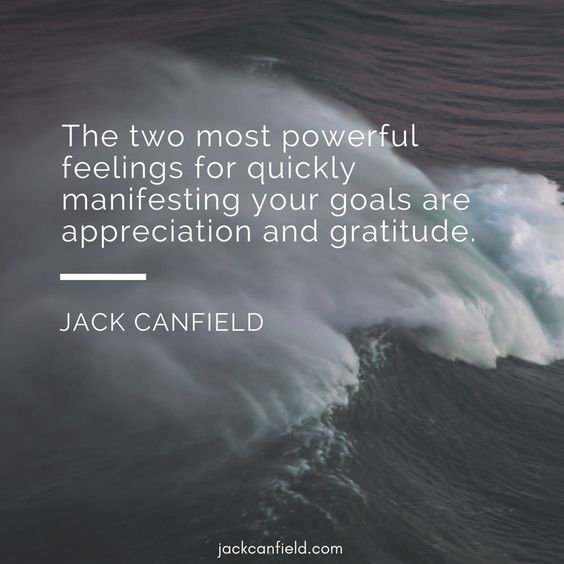 The two most powerful
feelings for quickly
manifesting your goals are
appreciation and gratitude.
JACK CANFIELD
jackcanfield.com